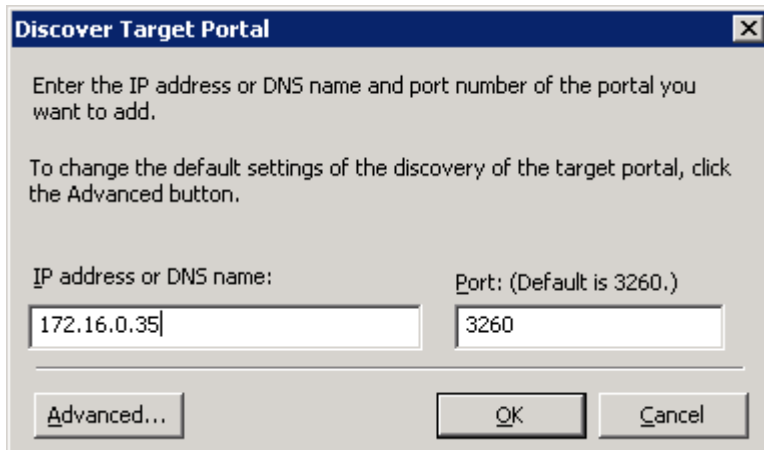 Discover Target Portal
Enter the IP address or DNS name and port number of the portal you
want to add.
To change the default settings of the discovery of the target portal, click
the Advanced button.
IP address or DNS name:
Port: (Default is 3260.)
172.16.0.35
3260
Advanced...
OK
Cancel